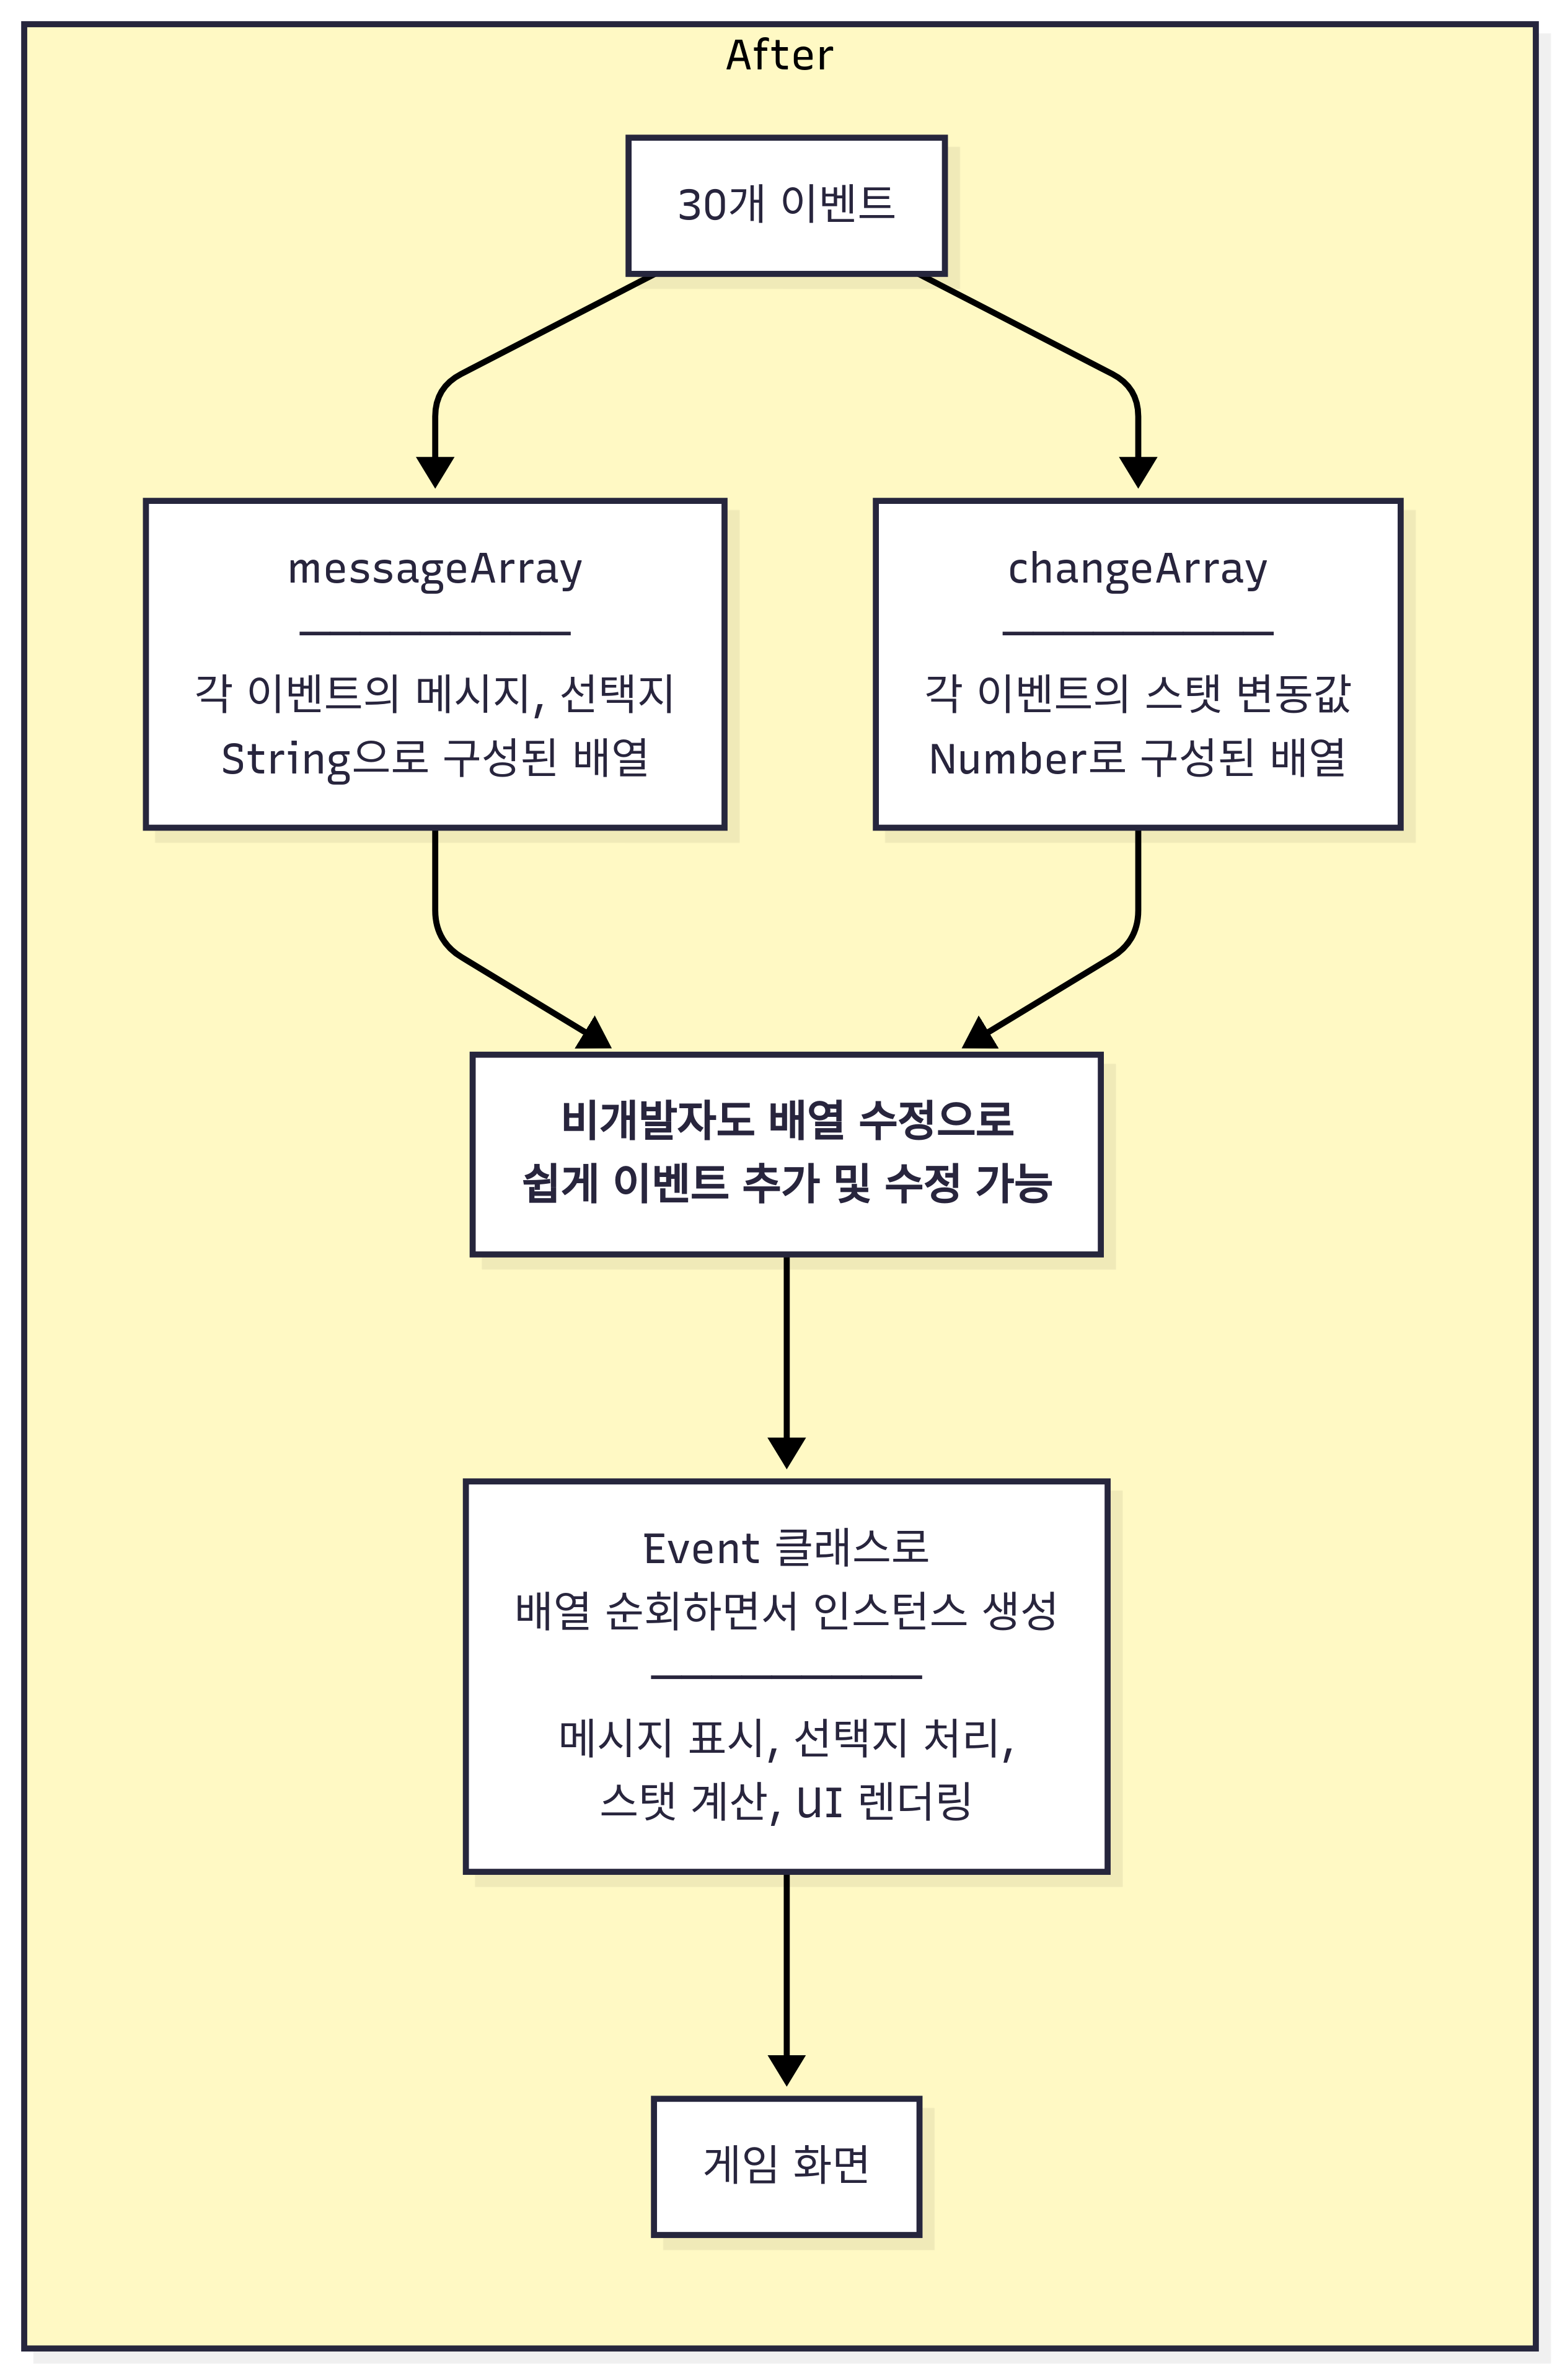 After
30개 이벤트
messageArray
각 이벤트의 메시지, 선택지
String으로 구성된 배열
changeArray
각 이벤트의 스탯 변동값
Number로 구성된 배열
비개발자도 배열 수정으로
쉽게 이벤트 추가 및 수정 가능
Event 클래스로
배열 순회하면서 인스턴스 생성
메시지 표시, 선택지 처리,
스탯 계산, UI 렌더링
게임 화면